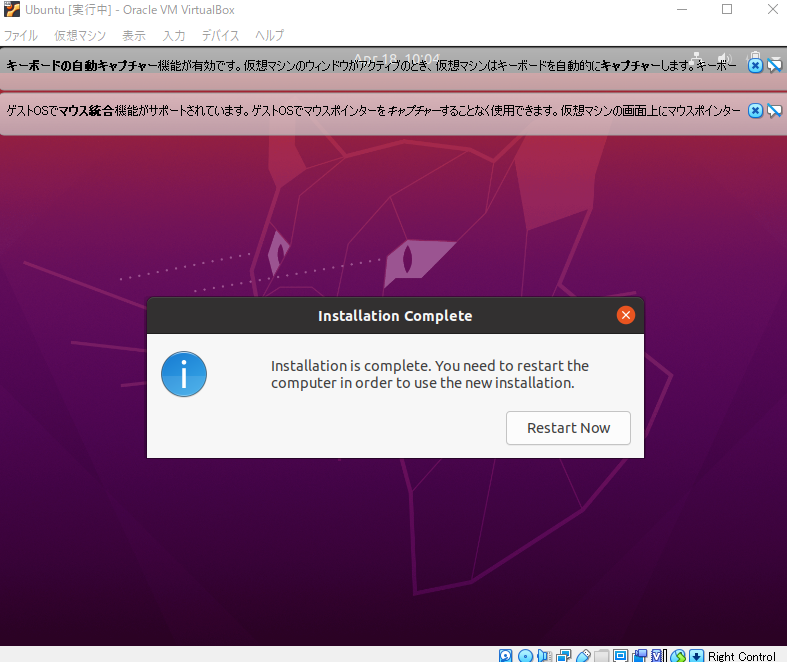 Ubuntu [実行中] - Oracle VM VirtualBox
ファイル 仮想マシン 表示 入力 デバイス ヘルプ
Apr 18 10:04
キーボードの自動キャプチャー機能が有効です。仮想マシンのウィンドウがアクティブのとき、仮想マシンはキーボードを自動的にキャプチャーします。キーボー
ゲストOSでマウス統合機能がサポートされています。ゲストOSでマウスポインターをキャプチャーすることなく使用できます。仮想マシンの画面上にマウスポインター
Installation Complete
Installation is complete. You need to restart the
computer in order to use the new installation.
Restart Now
Right Control